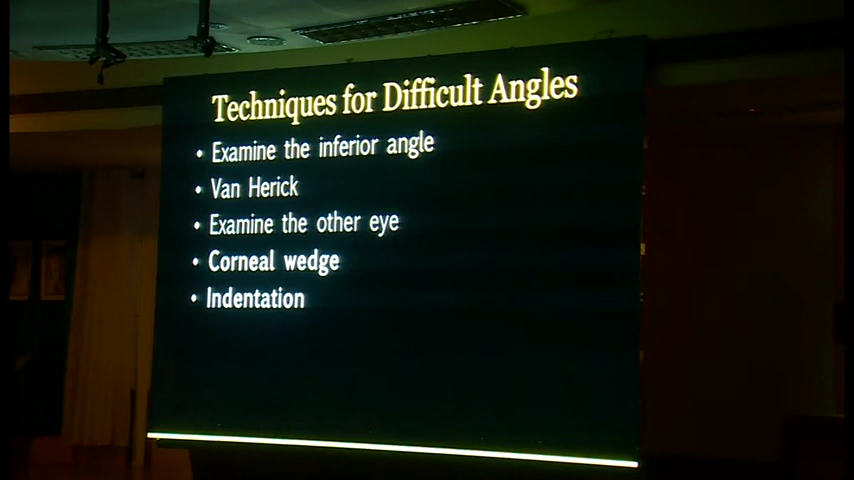 Techniques for Difficult Angles
• Examine the inferior angle
• Van Herick
• Examine the other eye
• Corneal wedge
• Indentation